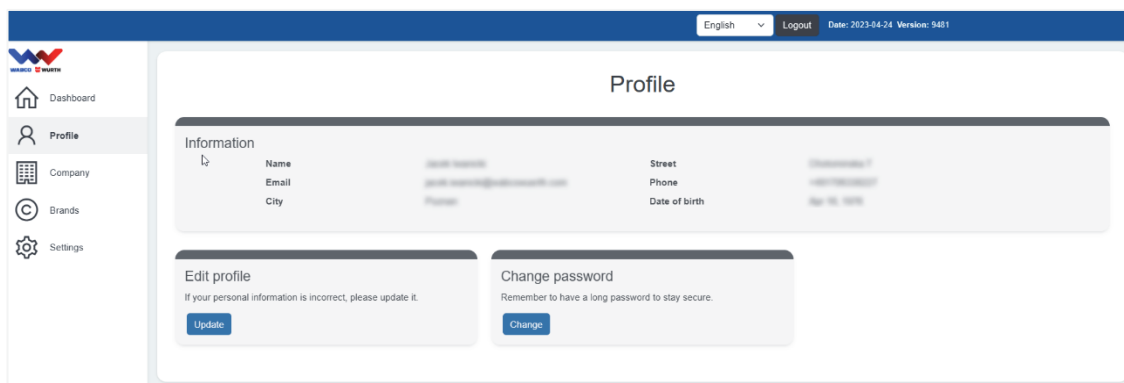 English
Logout
Date: 2023-04-24 Version: 9481
WABCO WURTH
Dashboard
Profile
Company
Brands
Settings
Profile
Information
Name
Street
Email
Phone
City
Date of birth
Edit profile
If your personal information is incorrect, please update it.
Update
Change password
Remember to have a long password to stay secure.
Change